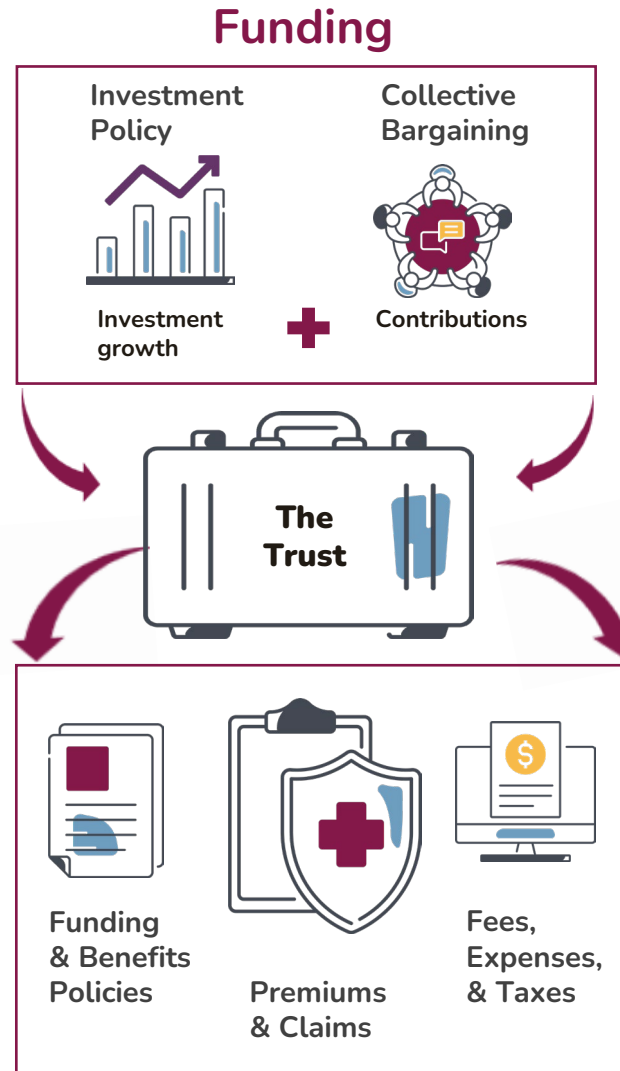 Funding
Investment
Policy
Collective
Bargaining
Investment
growth
Contributions
The
Trust
$
Funding
& Benefits
Policies
Premiums
& Claims
Fees,
Expenses,
& Taxes